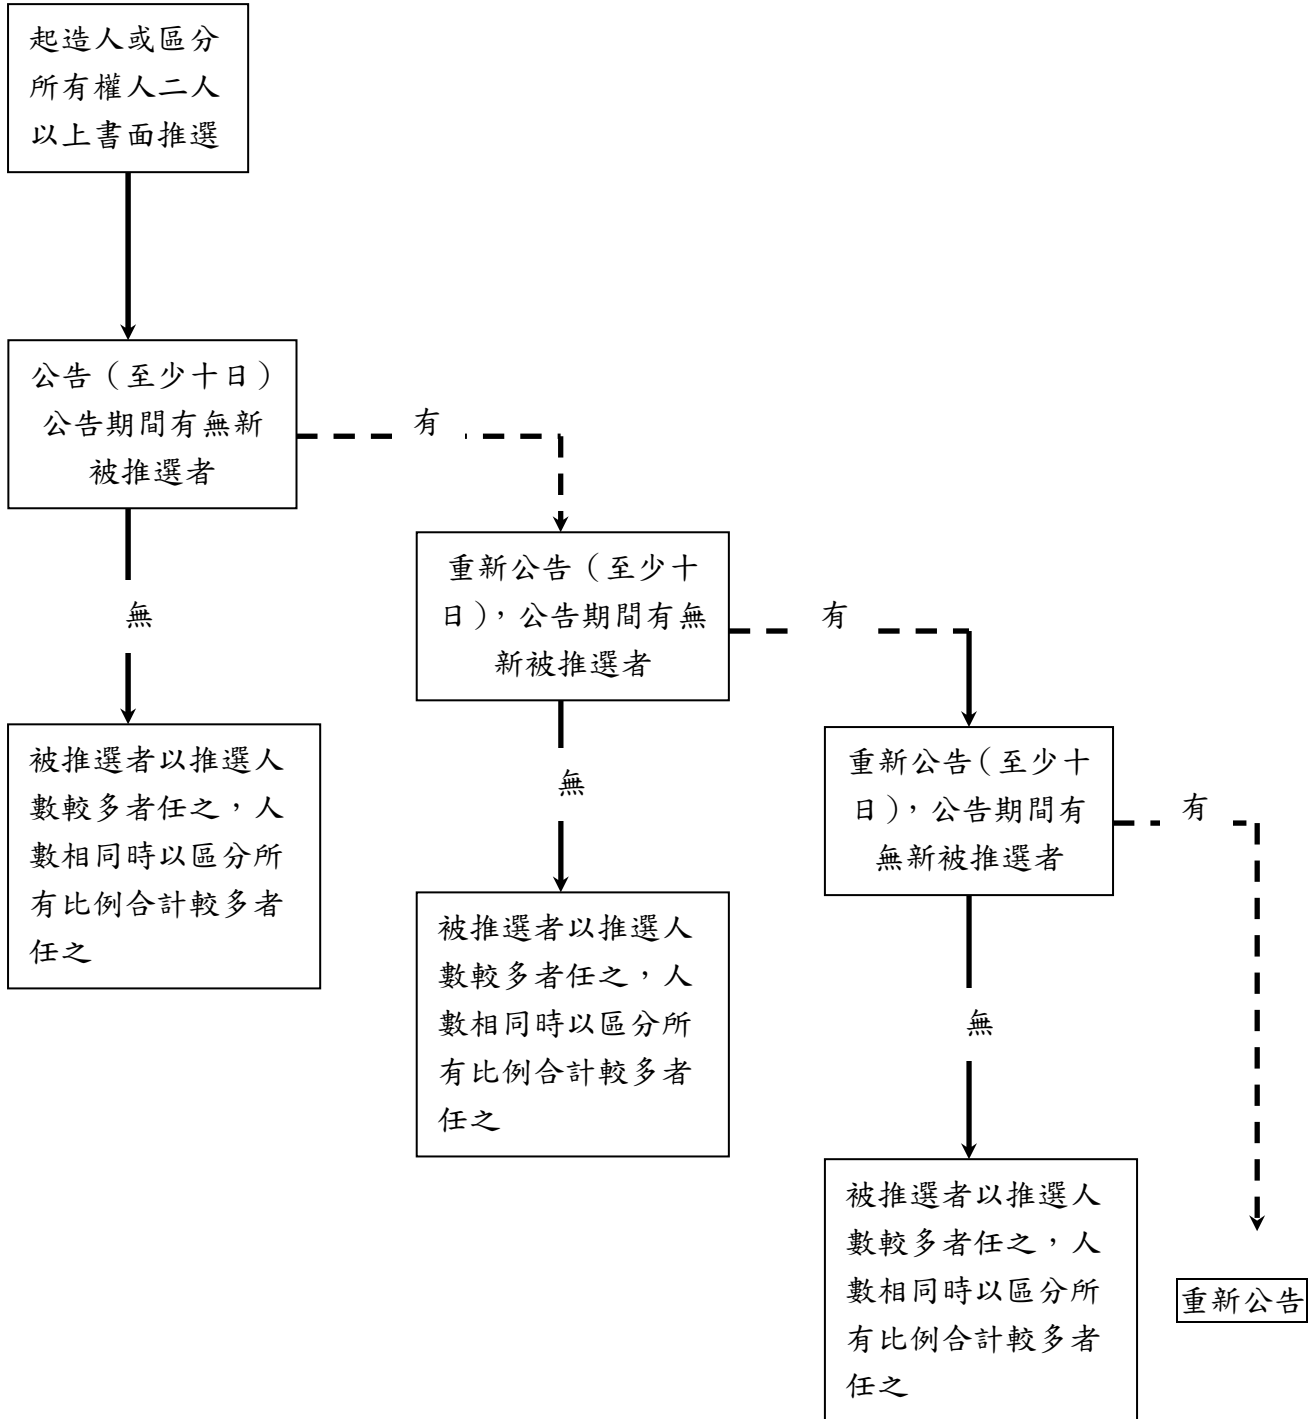 起造人或區分
所有權人二人
以上書面推選
公告（至少十日）
公告期間有無新
被推選者
有
無
重新公告（至少十
日），公告期間有無
新被推選者
有
無
被推選者以推選人
數較多者任之，人
數相同時以區分所
有比例合計較多者
任之
重新公告（至少十
日），公告期間有
無新被推選者
有
無
被推選者以推選人
數較多者任之，人
數相同時以區分所
有比例合計較多者
任之
被推選者以推選人
數較多者任之，人
數相同時以區分所
有比例合計較多者
任之
重新公告